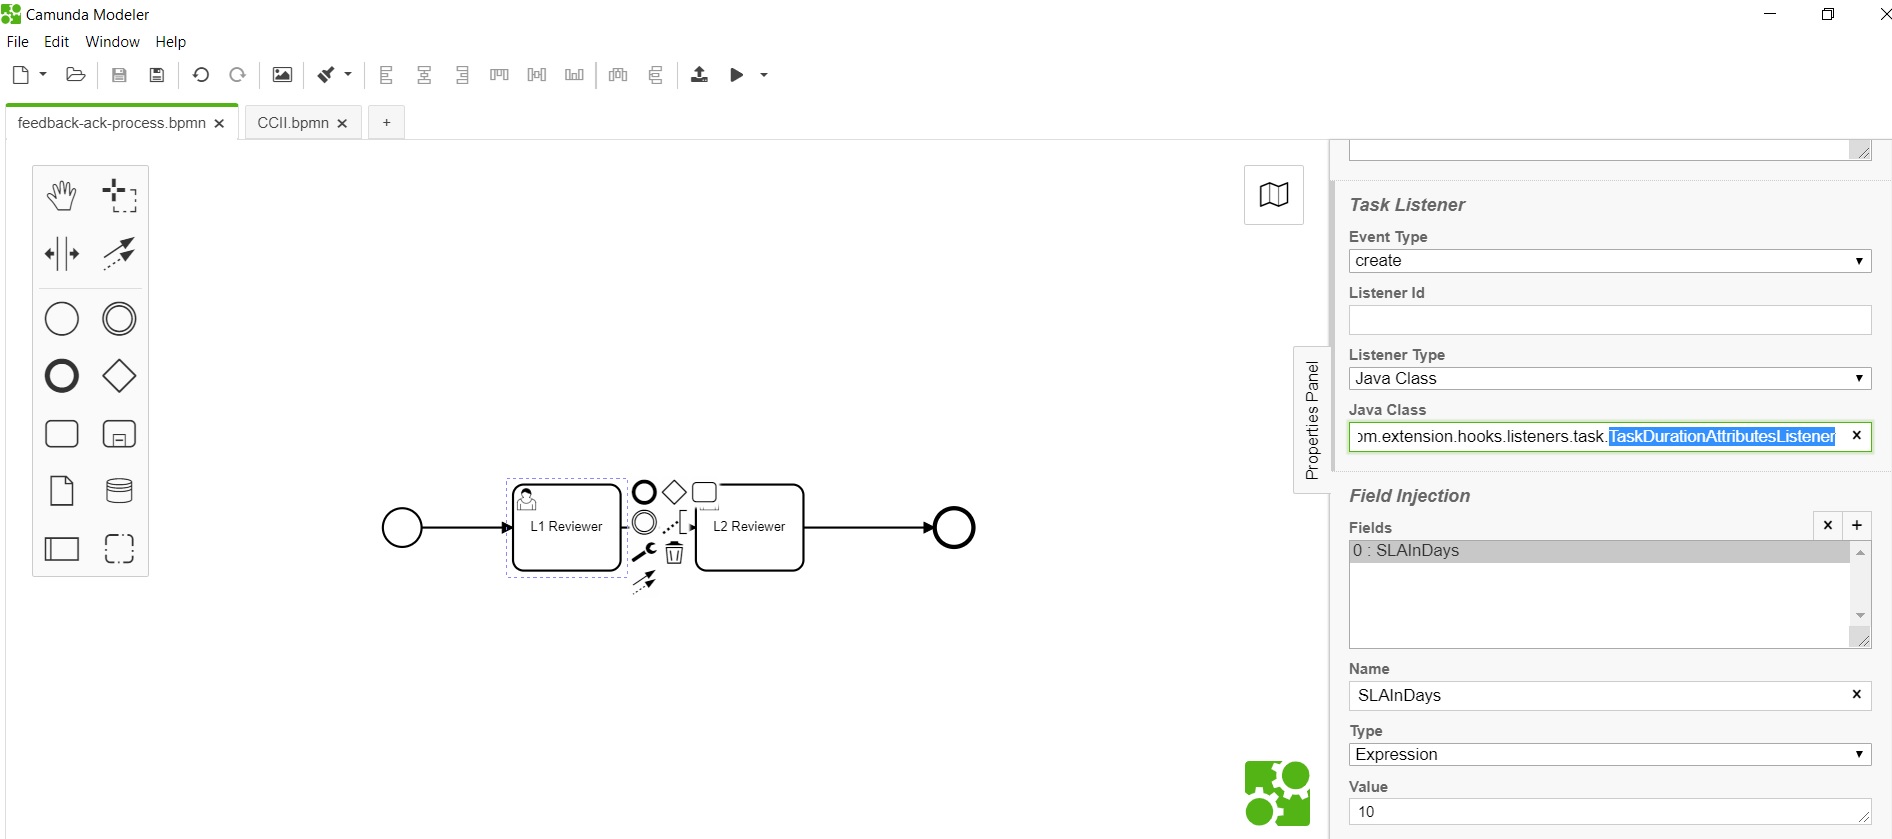 Camunda Modeler
File Edit Window Help
feedback-ack-process.bpmn × CCII.bpmn × +
Task Listener
Event Type
create
Listener Id
Listener Type
Java Class
Java Class
om.extension.hooks.listeners.task.TaskDurationAttributesListener ×
Properties Panel
L1 Reviewer
L2 Reviewer
Field Injection
Fields × +
0 : SLAInDays
Name
SLAInDays ×
Type
Expression
Value
10